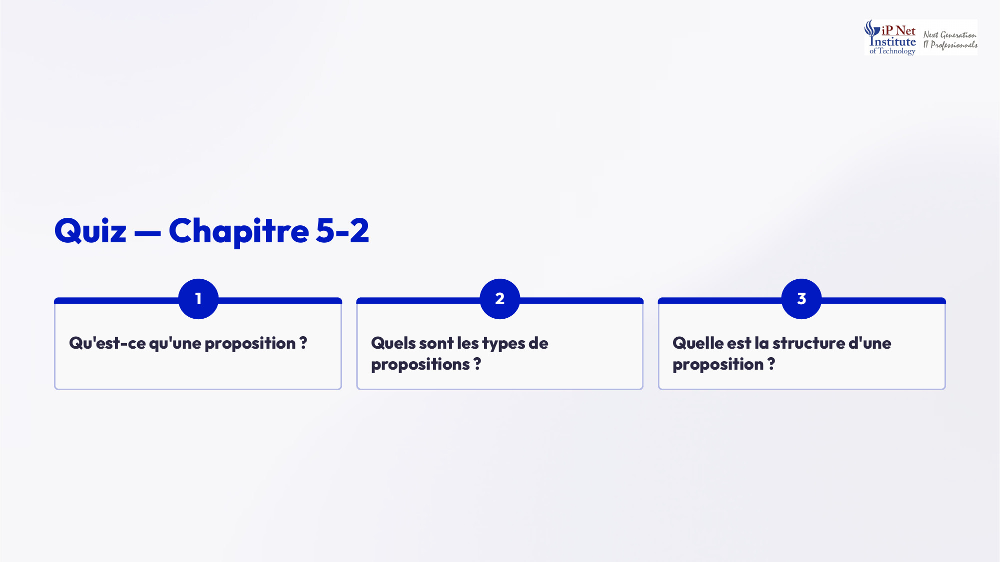 iP Net
Institute
of Technology
Next Generation
IT Professionnels
Quiz — Chapitre 5-2
1
Qu'est-ce qu'une proposition ?
2
Quels sont les types de
propositions ?
3
Quelle est la structure d'une
proposition ?